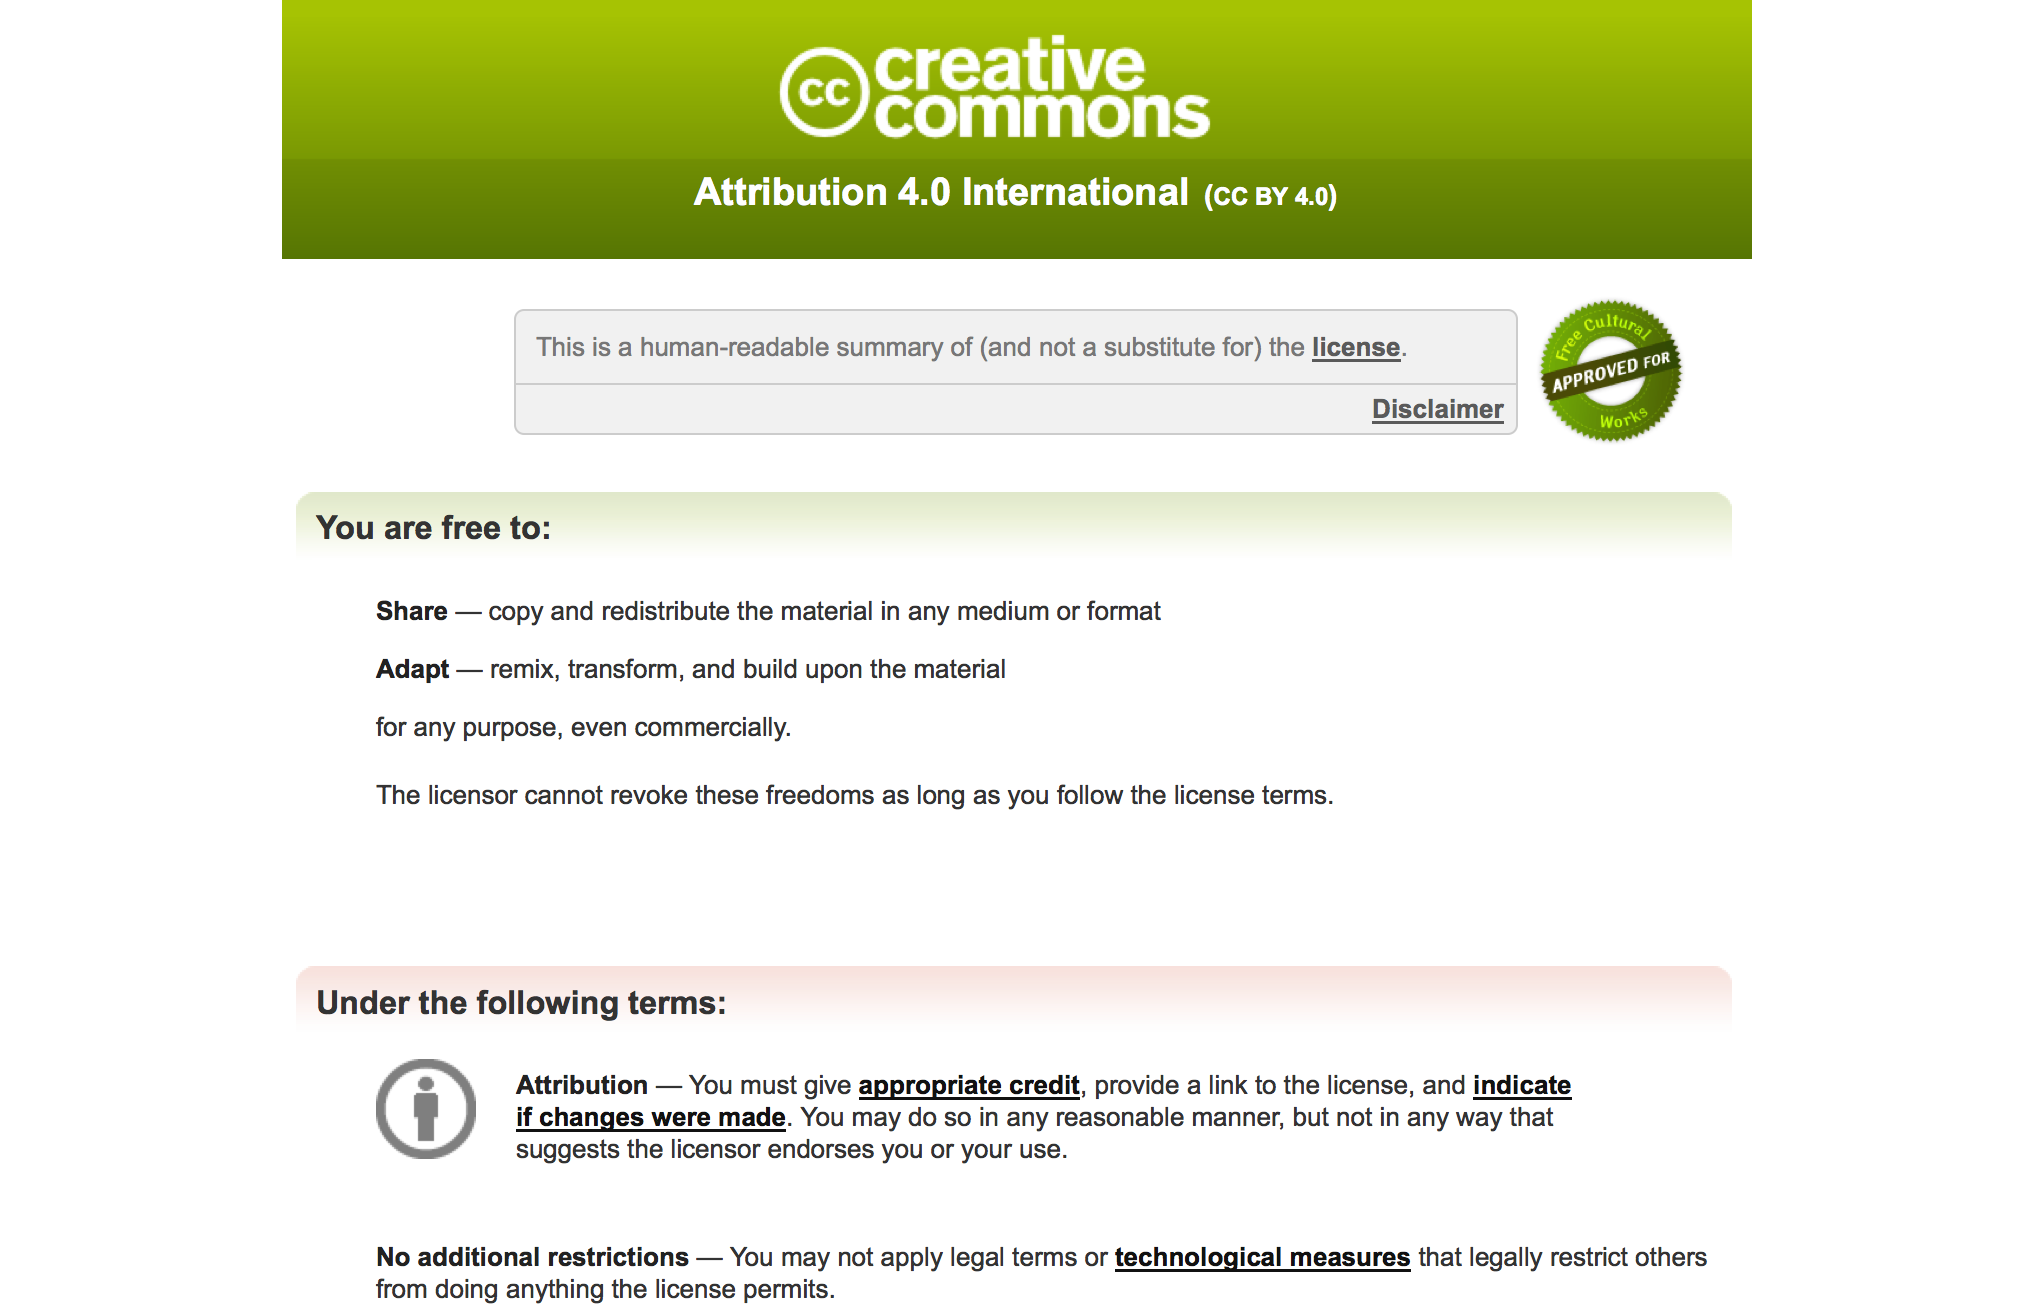 cc creative
commons
Attribution 4.0 International (CC BY 4.0)
This is a human-readable summary of (and not a substitute for) the license.
Disclaimer
Free Cultural
APPROVED FOR
Works
You are free to:
Share — copy and redistribute the material in any medium or format
Adapt — remix, transform, and build upon the material
for any purpose, even commercially.
The licensor cannot revoke these freedoms as long as you follow the license terms.
Under the following terms:
Attribution — You must give appropriate credit, provide a link to the license, and indicate
if changes were made. You may do so in any reasonable manner, but not in any way that
suggests the licensor endorses you or your use.
No additional restrictions — You may not apply legal terms or technological measures that legally restrict others
from doing anything the license permits.